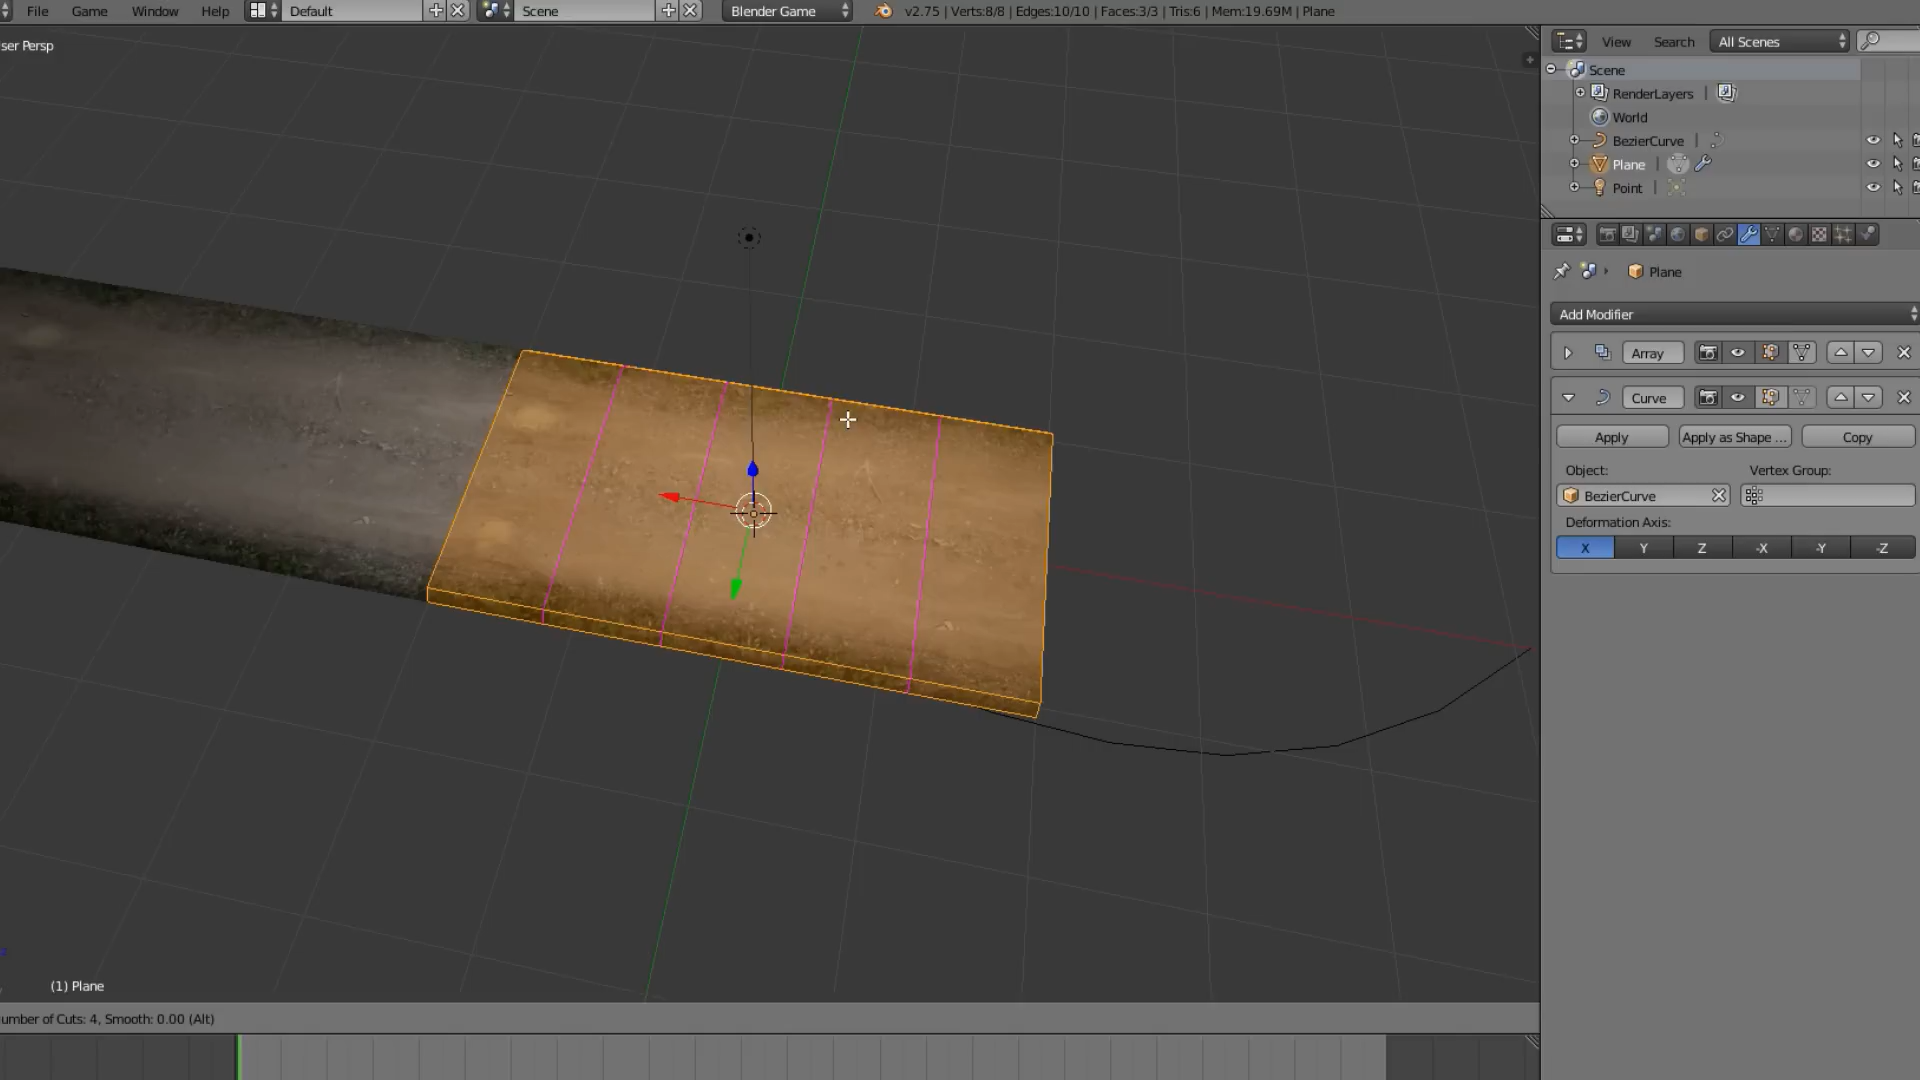 File Game Window Help Default Scene Blender Game v2.75 | Verts:8/8 | Edges:10/10 | Faces:3/3 | Tris:6 | Mem:19.69M | Plane
ser Persp
View Search All Scenes
Scene
RenderLayers |
World
BezierCurve |
Plane |
Point |
Plane
Add Modifier
Array
Curve
Apply Apply as Shape ... Copy
Object: Vertex Group:
BezierCurve
Deformation Axis:
X Y Z -X -Y -Z
(1) Plane
umber of Cuts: 4, Smooth: 0.00 (Alt)